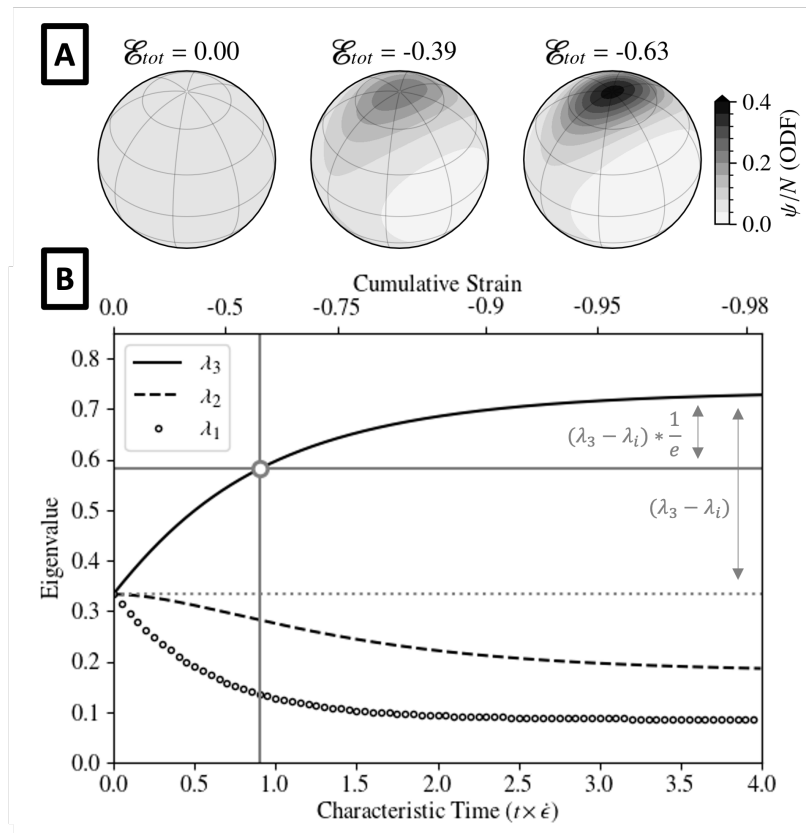 A
ℰtot = 0.00
ℰtot = -0.39
ℰtot = -0.63
0.4
0.2
0.0
ψ/N (ODF)
B
Cumulative Strain
0.0 -0.5 -0.75 -0.9 -0.95 -0.98
λ3
λ2
λ1
(λ3 − λi) * 1/e
(λ3 − λi)
0.8
0.7
0.6
0.5
0.4
0.3
0.2
0.1
0.0
Eigenvalue
0.0 0.5 1.0 1.5 2.0 2.5 3.0 3.5 4.0
Characteristic Time (t × ϵ̇)